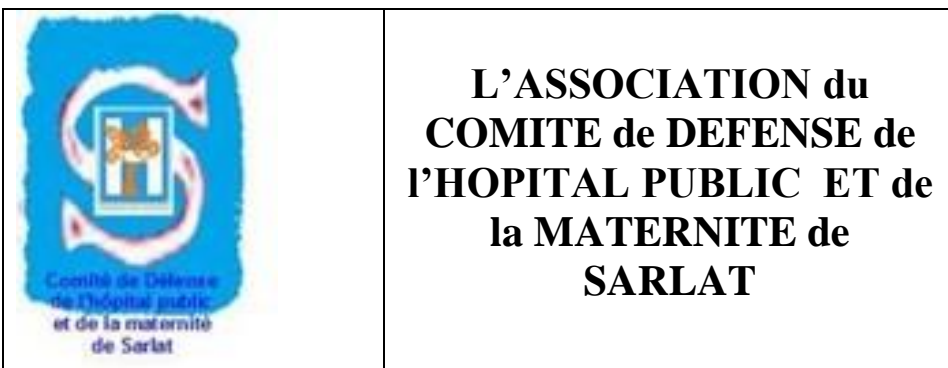 Comité de Défense
de l'hôpital public
et de la maternité
de Sarlat
L’ASSOCIATION du
COMITE de DEFENSE de
l’HOPITAL PUBLIC ET de
la MATERNITE de
SARLAT